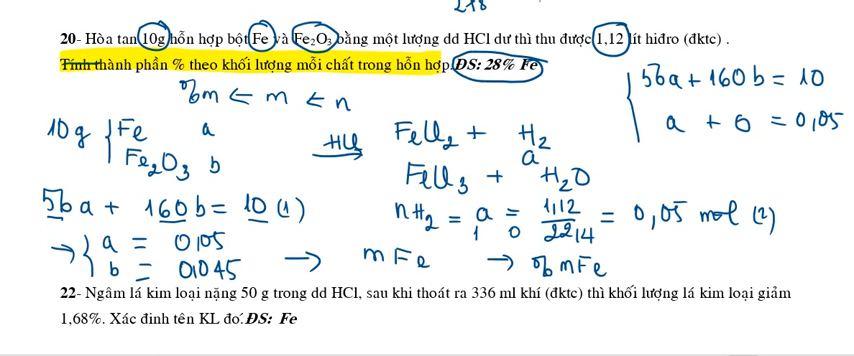 218
20- Hòa tan 10g hỗn hợp bột Fe và Fe₂O₃ bằng một lượng dd HCl dư thì thu được 1,12 lít hiđro (đktc) .
Tính thành phần % theo khối lượng mỗi chất trong hỗn hợp. ĐS: 28% Fe
%m ← m ← n
56a + 160b = 10
a + 0 = 0,05
10g { Fe a
Fe₂O₃ b
HCl →
FeCl₂ + H₂
a
FeCl₃ + H₂O
56a + 160b = 10 (1)
nH₂ = a = 1,12 / 22,4 = 0,05 mol (2)
1 0
→ { a = 0,05
b = 0,045 → mFe → %mFe
22- Ngâm lá kim loại nặng 50 g trong dd HCl, sau khi thoát ra 336 ml khí (đktc) thì khối lượng lá kim loại giảm
1,68%. Xác đinh tên KL đó. ĐS: Fe